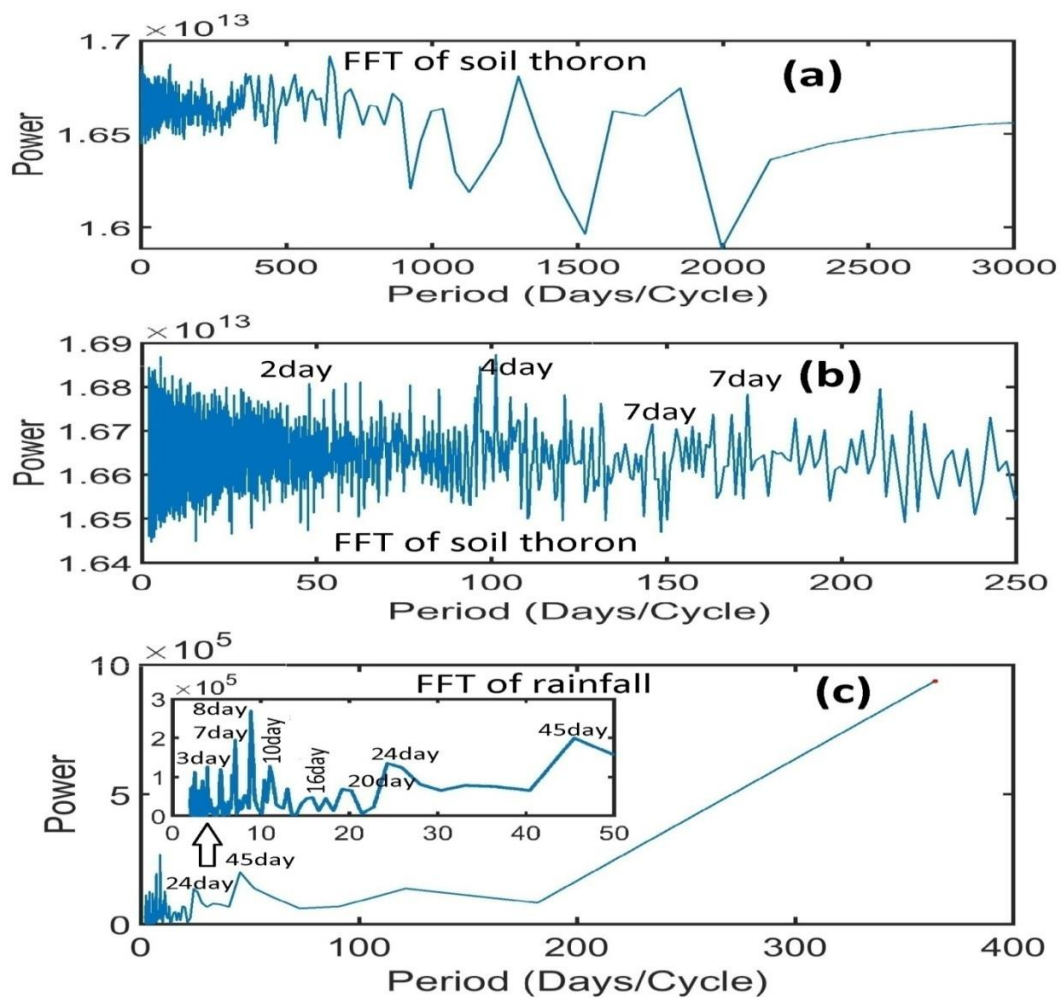 × 10^13
1.7
1.65
1.6
Power
FFT of soil thoron
(a)
0 500 1000 1500 2000 2500 3000
Period (Days/Cycle)
× 10^13
1.69
1.68
1.67
1.66
1.65
1.64
Power
2day
4day
7day
7day
(b)
FFT of soil thoron
0 50 100 150 200 250
Period (Days/Cycle)
× 10^5
10
5
0
Power
FFT of rainfall
(c)
× 10^5
3
2
1
0
8day
7day
3day
10day
16day
20day
24day
45day
0 10 20 30 40 50
24day
45day
0 100 200 300 400
Period (Days/Cycle)